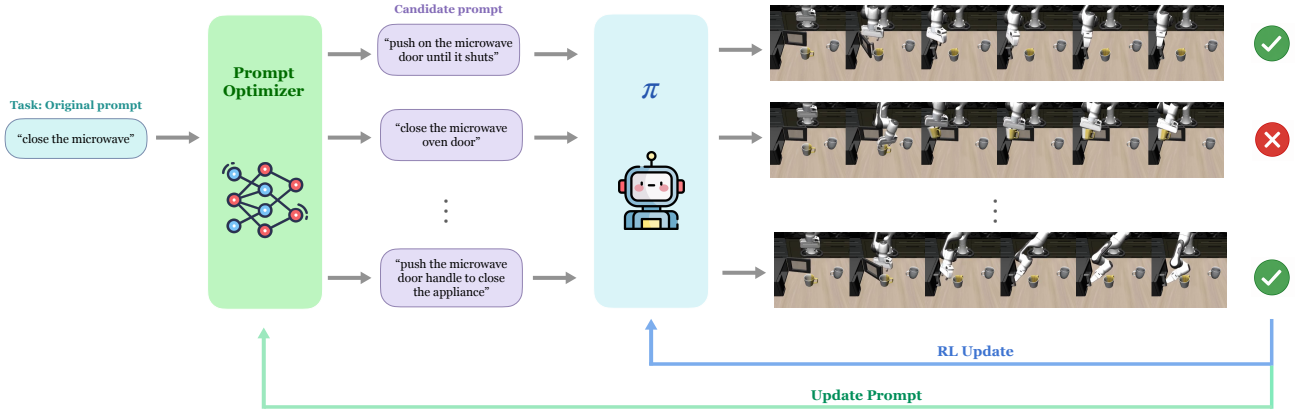 Candidate prompt
“push on the microwave
door until it shuts”
Prompt
Optimizer
π
Task: Original prompt
“close the microwave”
“close the microwave
oven door”
“push the microwave
door handle to close
the appliance”
RL Update
Update Prompt